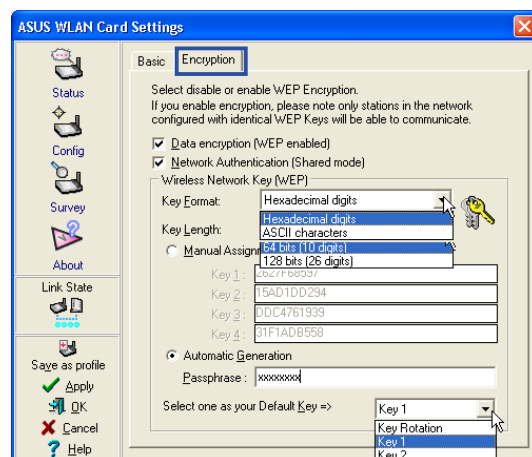 ASUS WLAN Card Settings
Status
Config
Survey
About
Link State
Save as profile
Apply
OK
Cancel
Help
Basic
Encryption
Select disable or enable WEP Encryption.
If you enable encryption, please note only stations in the network
configured with identical WEP Keys will be able to communicate.
Data encryption (WEP enabled)
Network Authentication (Shared mode)
Wireless Network Key (WEP)
Key Format: Hexadecimal digits
Hexadecimal digits
ASCII characters
Key Length: 64 bits (10 digits)
128 bits (26 digits)
Manual
Key 1 : 2627F68597
Key 2 : 15AD1DD294
Key 3 : DDC4761939
Key 4 : 31F1ADB558
Automatic Generation
Passphrase : xxxxxxxx
Select one as your Default Key => Key 1
Key Rotation
Key 1
Key 2